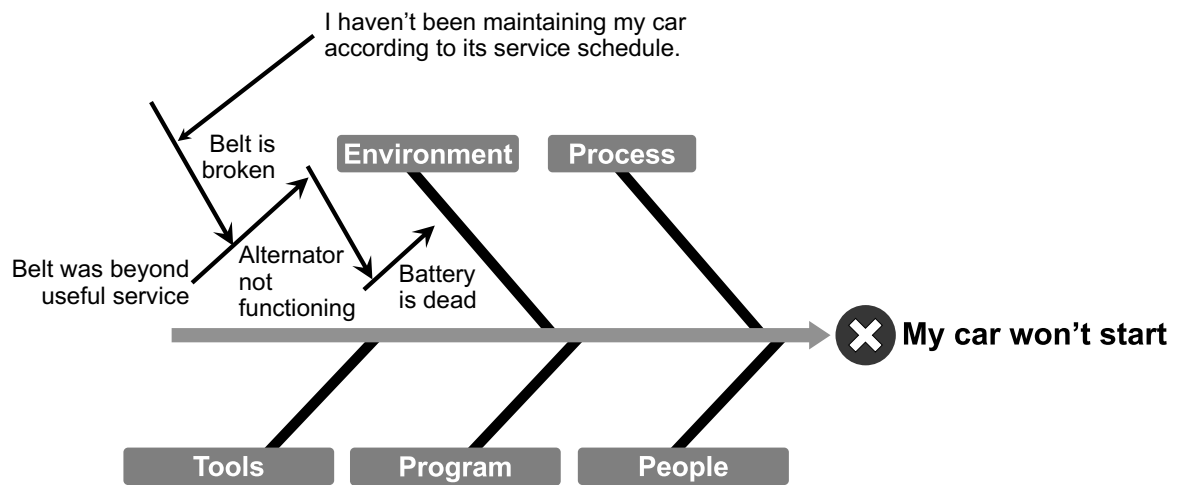 I haven’t been maintaining my car
according to its service schedule.
Belt is
broken
Environment
Process
Belt was beyond
useful service
Alternator
not
functioning
Battery
is dead
My car won’t start
Tools
Program
People